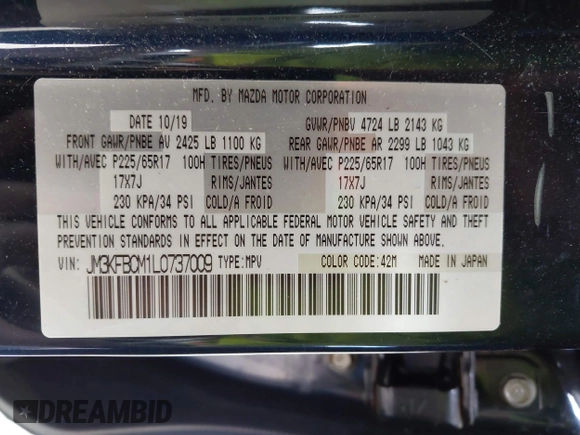 MFD. BY MAZDA MOTOR CORPORATION
DATE 10/19 GVWR/PNBV 4724 LB 2143 KG
FRONT GAWR/PNBE AV 2425 LB 1100 KG REAR GAWR/PNBE AR 2299 LB 1043 KG
WITH/AVEC P225/65R17 100H TIRES/PNEUS WITH/AVEC P225/65R17 100H TIRES/PNEUS
17X7J RIMS/JANTES 17X7J RIMS/JANTES
230 KPA/34 PSI COLD/A FROID 230 KPA/34 PSI COLD/A FROID
THIS VEHICLE CONFORMS TO ALL APPLICABLE FEDERAL MOTOR VEHICLE SAFETY AND THEFT
PREVENTION STANDARDS IN EFFECT ON THE DATE OF MANUFACTURE SHOWN ABOVE.
VIN: JM3KFBCM1L0737009 TYPE:MPV COLOR CODE:42M MADE IN JAPAN
DREAMBID